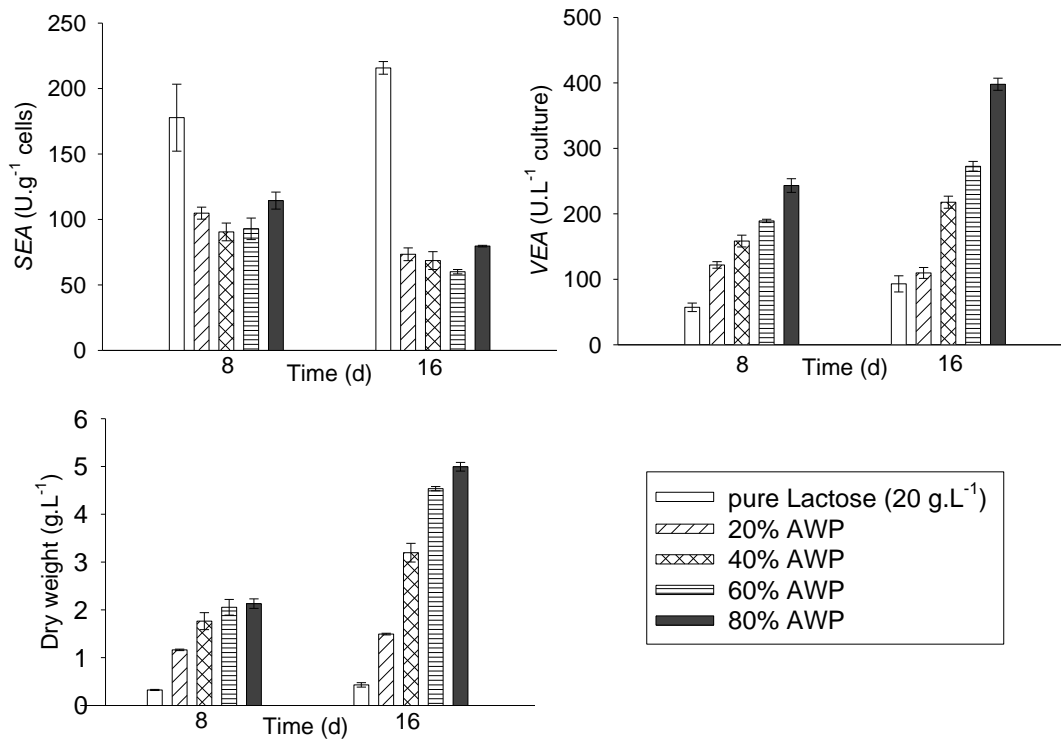 250
200
150
100
50
0
SEA (U.g⁻¹ cells)
8
Time (d)
16
500
400
300
200
100
0
VEA (U.L⁻¹ culture)
8
Time (d)
16
6
5
4
3
2
1
0
Dry weight (g.L⁻¹)
8
Time (d)
16
pure Lactose (20 g.L⁻¹)
20% AWP
40% AWP
60% AWP
80% AWP